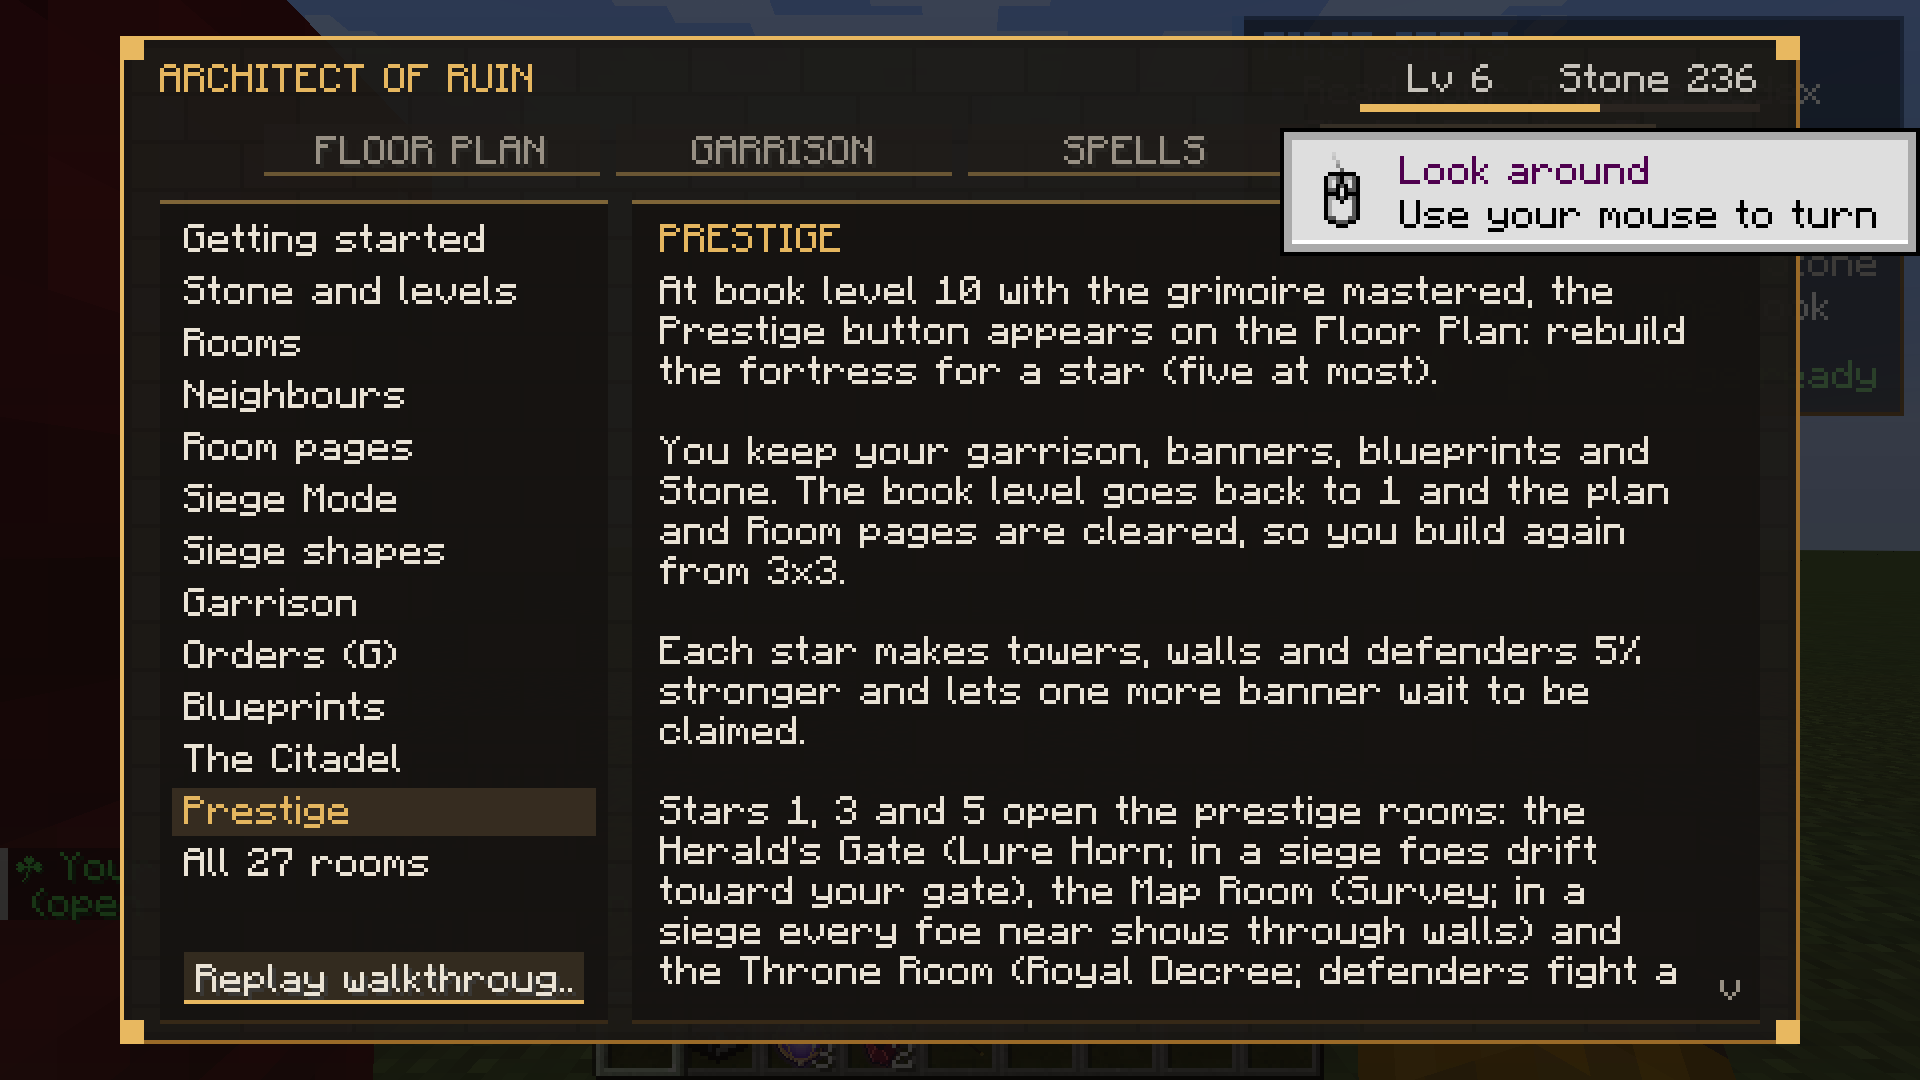 ARCHITECT OF RUIN
Lv 6 Stone 236
FLOOR PLAN GARRISON SPELLS
Look around
Use your mouse to turn
Getting started
Stone and levels
Rooms
Neighbours
Room pages
Siege Mode
Siege shapes
Garrison
Orders (G)
Blueprints
The Citadel
Prestige
All 27 rooms
Replay walkthroug..
PRESTIGE
At book level 10 with the grimoire mastered, the
Prestige button appears on the Floor Plan: rebuild
the fortress for a star (five at most).
You keep your garrison, banners, blueprints and
Stone. The book level goes back to 1 and the plan
and Room pages are cleared, so you build again
from 3x3.
Each star makes towers, walls and defenders 5%
stronger and lets one more banner wait to be
claimed.
Stars 1, 3 and 5 open the prestige rooms: the
Herald's Gate (Lure Horn; in a siege foes drift
toward your gate), the Map Room (Survey; in a
siege every foe near shows through walls) and
the Throne Room (Royal Decree; defenders fight a
v
You
(ope
3
2